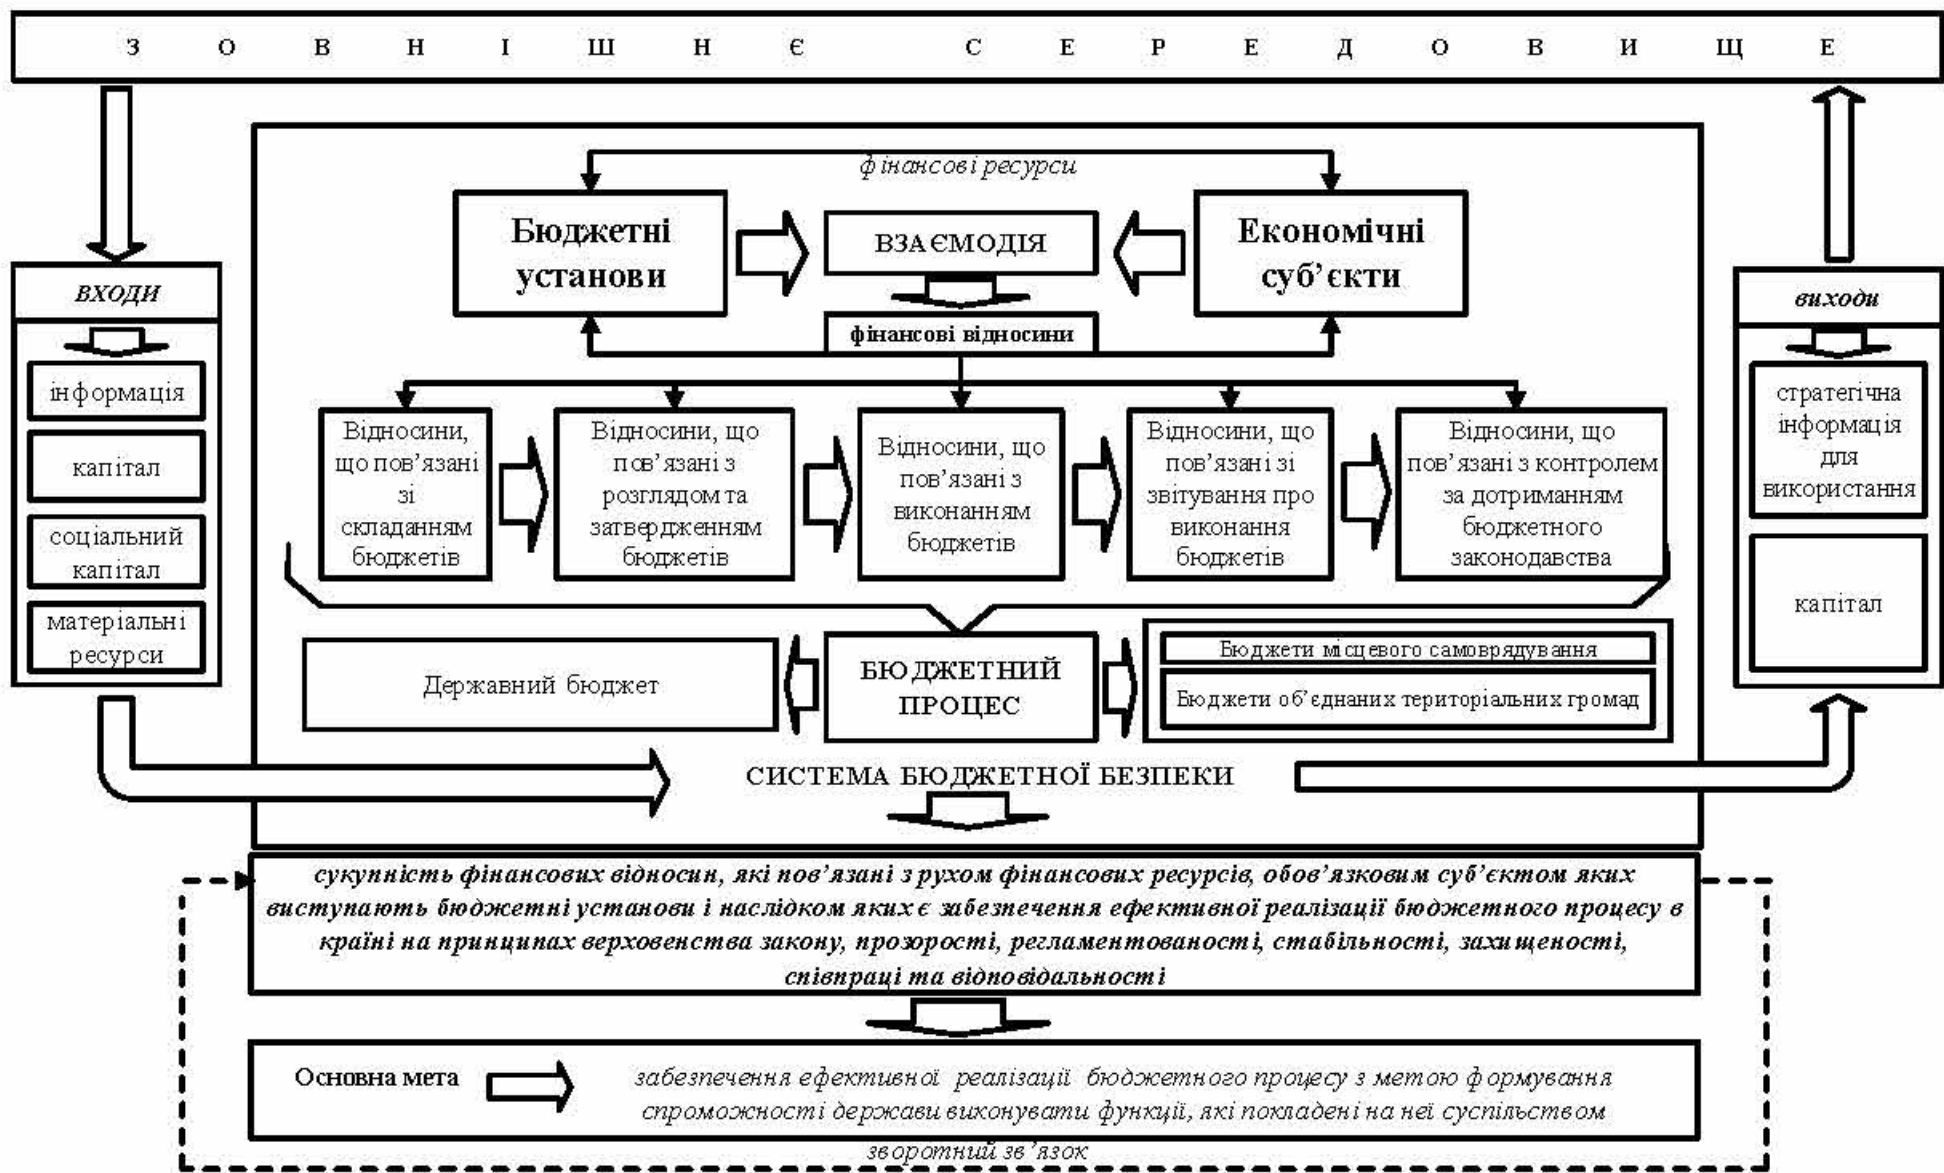 З О В Н І Ш Н Є С Е Р Е Д О В И Щ Е
фінансові ресурси
Бюджетні
установи
ВЗАЄМОДІЯ
Економічні
суб’єкти
фінансові відносини
ВХОДИ
інформація
капітал
соціальний
капітал
матеріальні
ресурси
Відносини,
що пов’язані
зі
складанням
бюджетів
Відносини, що
пов’язані з
розглядом та
затвердженням
бюджетів
Відносини, що
пов’язані з
виконанням
бюджетів
Відносини, що
пов’язані зі
звітування про
виконання
бюджетів
Відносини, що
пов’язані з контролем
за дотриманням
бюджетного
законодавства
виходи
стратегічна
інформація
для
використання
капітал
Державний бюджет
БЮДЖЕТНИЙ
ПРОЦЕС
Бюджети місцевого самоврядування
Бюджети об’єднаних територіальних громад
СИСТЕМА БЮДЖЕТНОЇ БЕЗПЕКИ
сукупність фінансових відносин, які пов’язані з рухом фінансових ресурсів, обов’язковим суб’єктом яких
виступають бюджетні установи і наслідком яких є забезпечення ефективної реалізації бюджетного процесу в
країні на принципах верховенства закону, прозорості, регламентованості, стабільності, захищеності,
співпраці та відповідальності
Основна мета
забезпечення ефективної реалізації бюджетного процесу з метою формування
спроможності держави виконувати функції, які покладені на неї суспільством
зворотний зв’язок